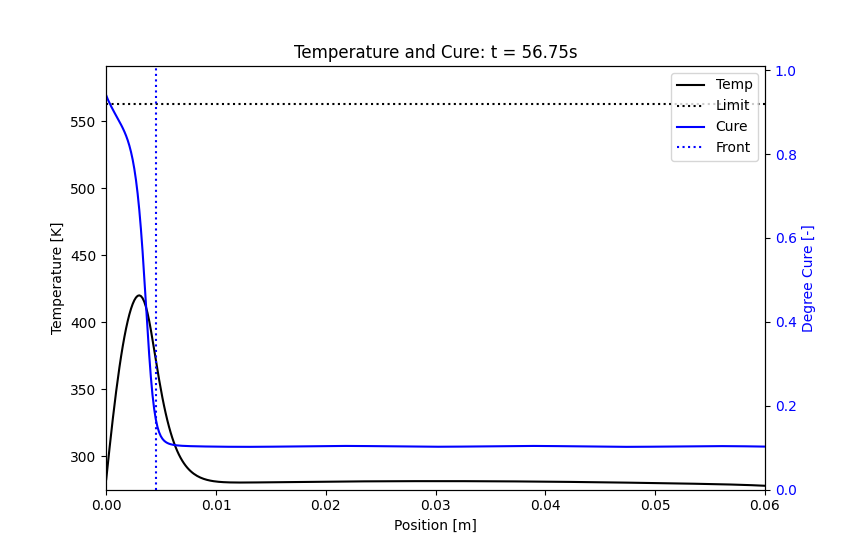 Temperature and Cure: t = 56.75s
Temp
Limit
Cure
Front
Temperature [K]
550
500
450
400
350
300
1.0
0.8
0.6
0.4
0.2
0.0
Degree Cure [-]
0.00
0.01
0.02
0.03
0.04
0.05
0.06
Position [m]